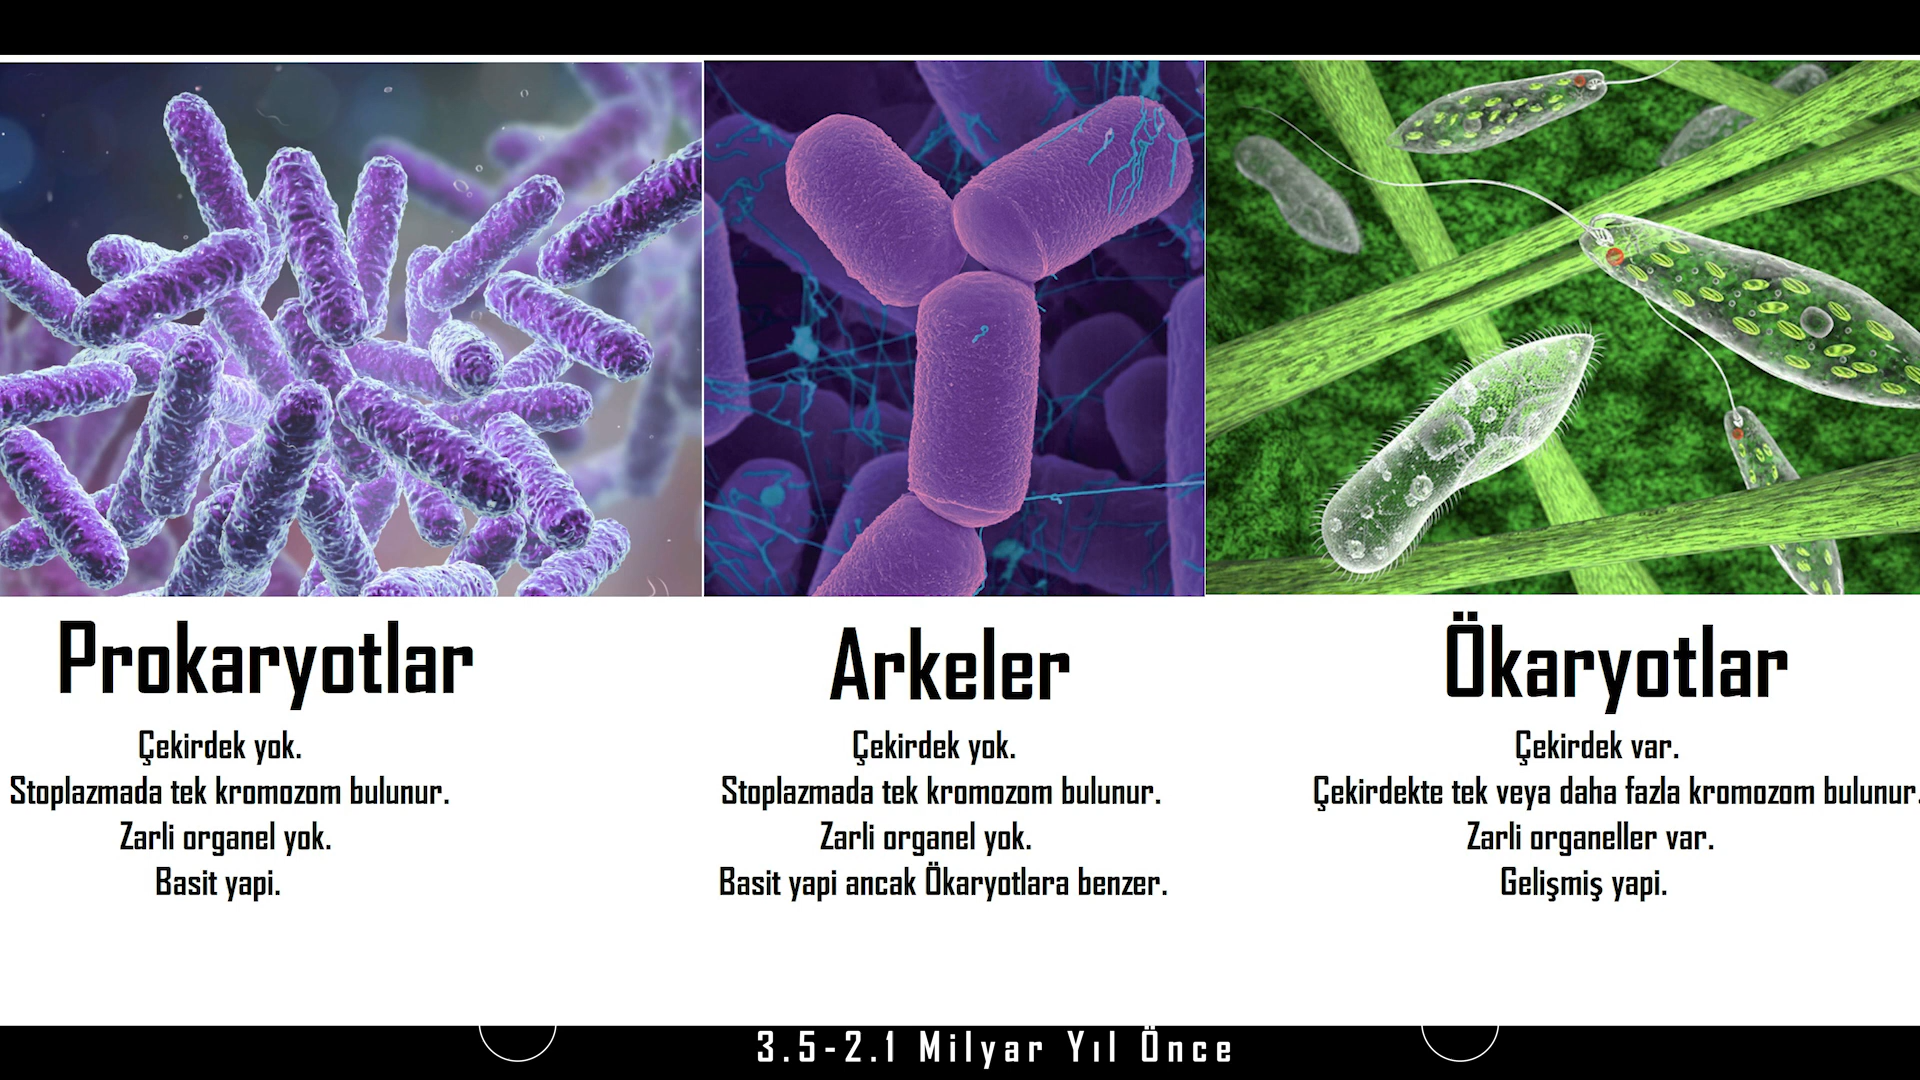 Prokaryotlar
Çekirdek yok.
Stoplazmada tek kromozom bulunur.
Zarli organel yok.
Basit yapi.
Arkeler
Çekirdek yok.
Stoplazmada tek kromozom bulunur.
Zarli organel yok.
Basit yapi ancak Ökaryotlara benzer.
Ökaryotlar
Çekirdek var.
Çekirdekte tek veya daha fazla kromozom bulunur.
Zarli organeller var.
Gelişmiş yapi.
3.5-2.1 Milyar Yıl Önce